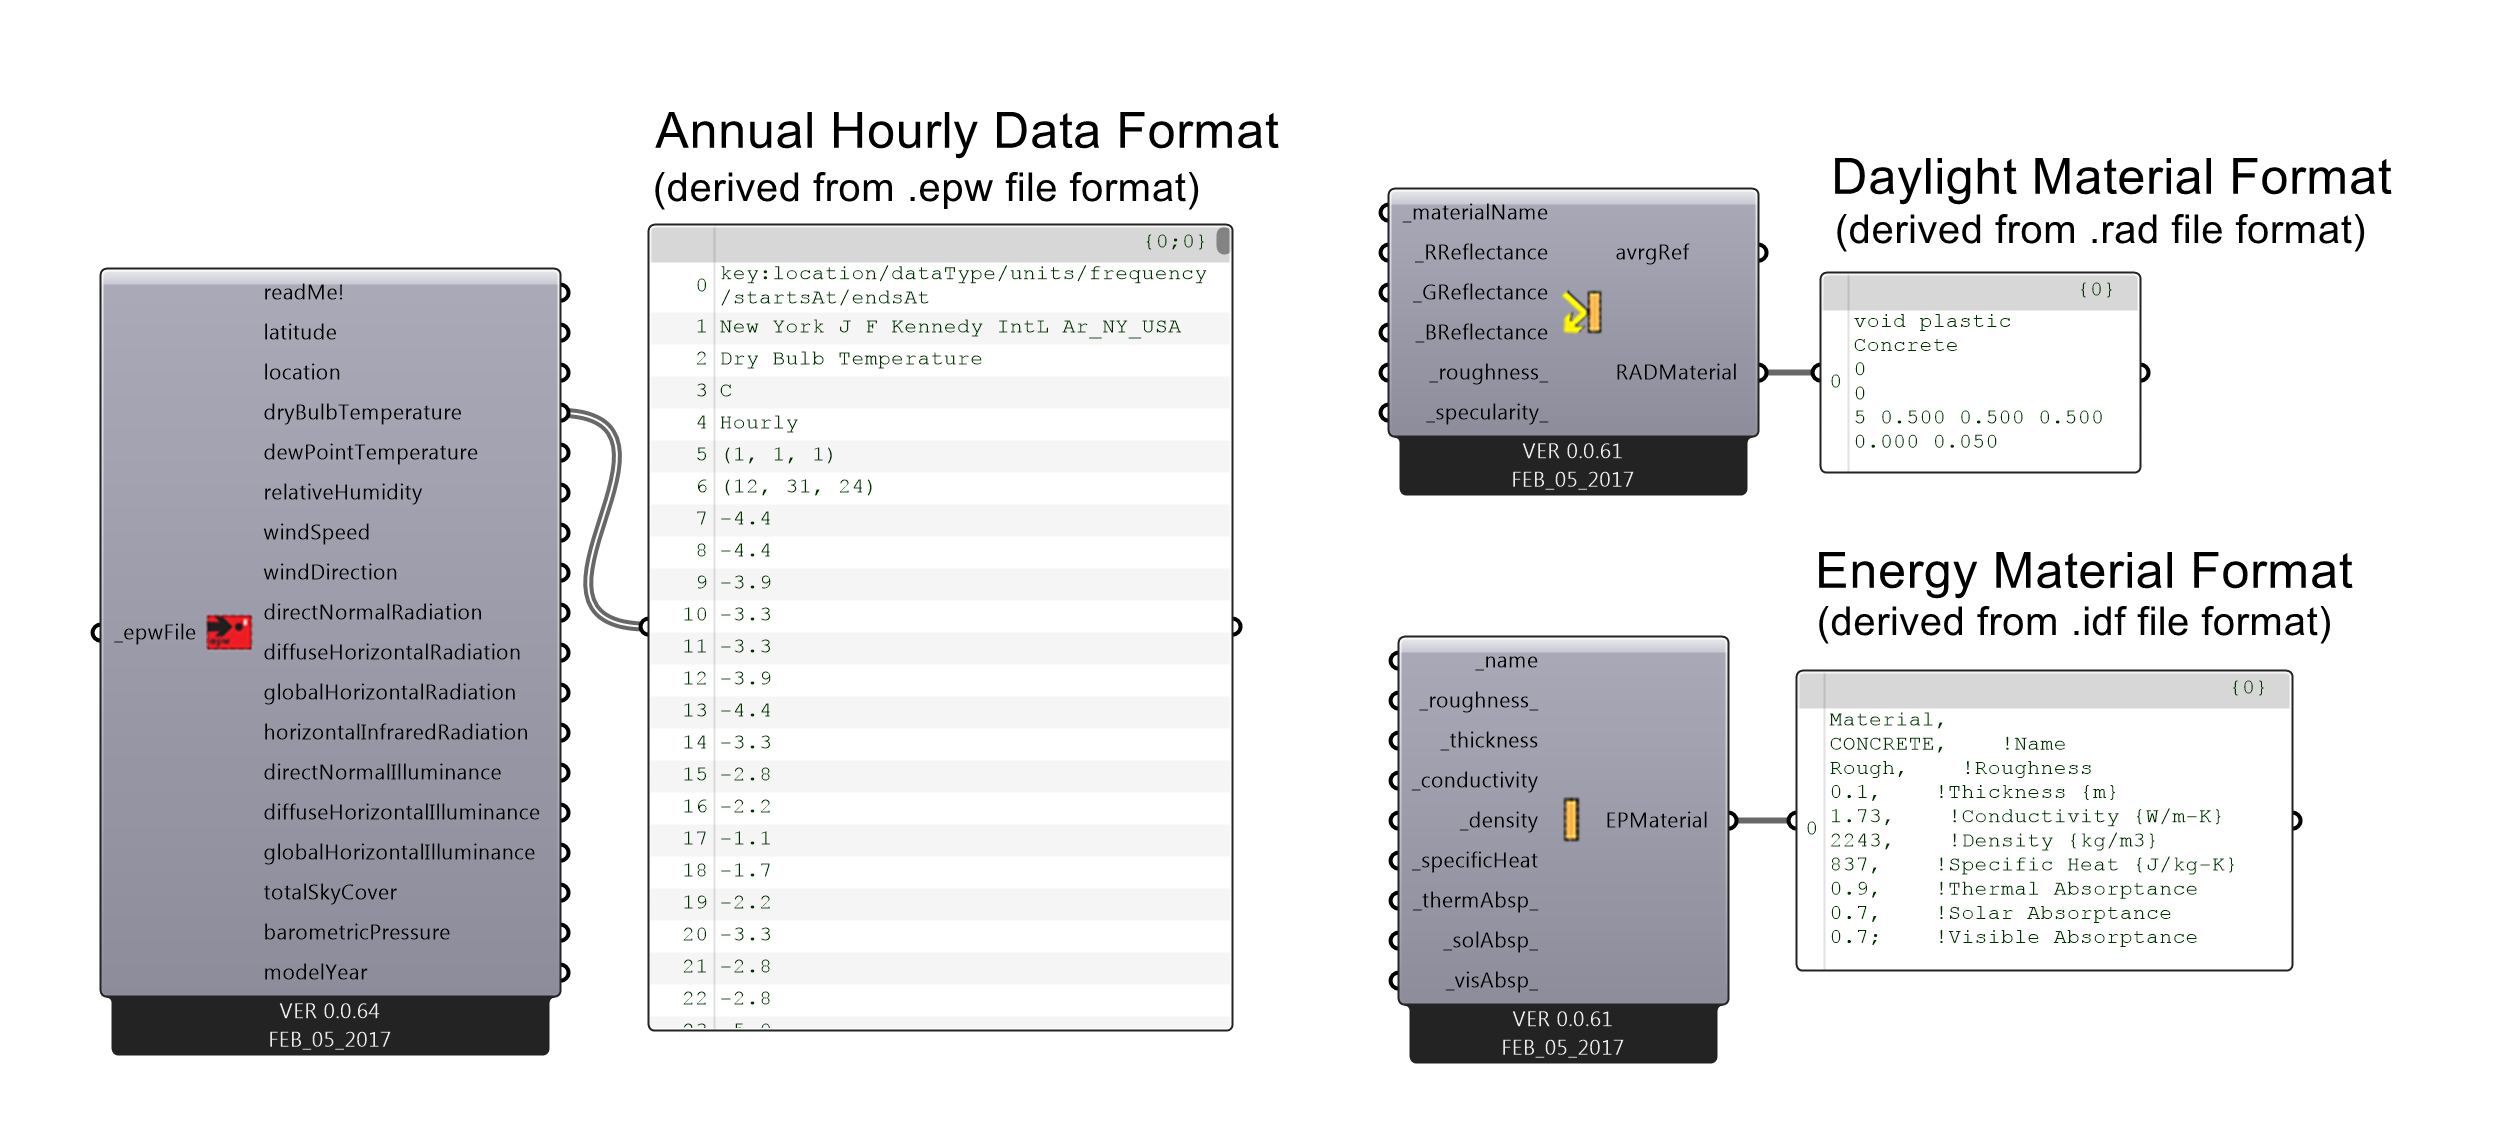 Annual Hourly Data Format
(derived from .epw file format)
_epwFile
readMe!
latitude
location
dryBulbTemperature
dewPointTemperature
relativeHumidity
windSpeed
windDirection
directNormalRadiation
diffuseHorizontalRadiation
globalHorizontalRadiation
horizontalInfraredRadiation
directNormalIlluminance
diffuseHorizontalIlluminance
globalHorizontalIlluminance
totalSkyCover
barometricPressure
modelYear
VER 0.0.64
FEB_05_2017
{0;0}
0 key:location/dataType/units/frequency
/startsAt/endsAt
1 New York J F Kennedy IntL Ar_NY_USA
2 Dry Bulb Temperature
3 C
4 Hourly
5 (1, 1, 1)
6 (12, 31, 24)
7 -4.4
8 -4.4
9 -3.9
10 -3.3
11 -3.3
12 -3.9
13 -4.4
14 -3.3
15 -2.8
16 -2.2
17 -1.1
18 -1.7
19 -2.2
20 -3.3
21 -2.8
22 -2.8
Daylight Material Format
(derived from .rad file format)
_materialName
_RReflectance
_GReflectance
_BReflectance
_roughness_
_specularity_
avrgRef
RADMaterial
VER 0.0.61
FEB_05_2017
{0}
0
void plastic
Concrete
0
0
5 0.500 0.500 0.500
0.000 0.050
Energy Material Format
(derived from .idf file format)
_name
_roughness_
_thickness
_conductivity
_density
_specificHeat
_thermAbsp_
_solAbsp_
_visAbsp_
EPMaterial
VER 0.0.61
FEB_05_2017
{0}
0
Material,
CONCRETE, !Name
Rough, !Roughness
0.1, !Thickness {m}
1.73, !Conductivity {W/m-K}
2243, !Density {kg/m3}
837, !Specific Heat {J/kg-K}
0.9, !Thermal Absorptance
0.7, !Solar Absorptance
0.7; !Visible Absorptance